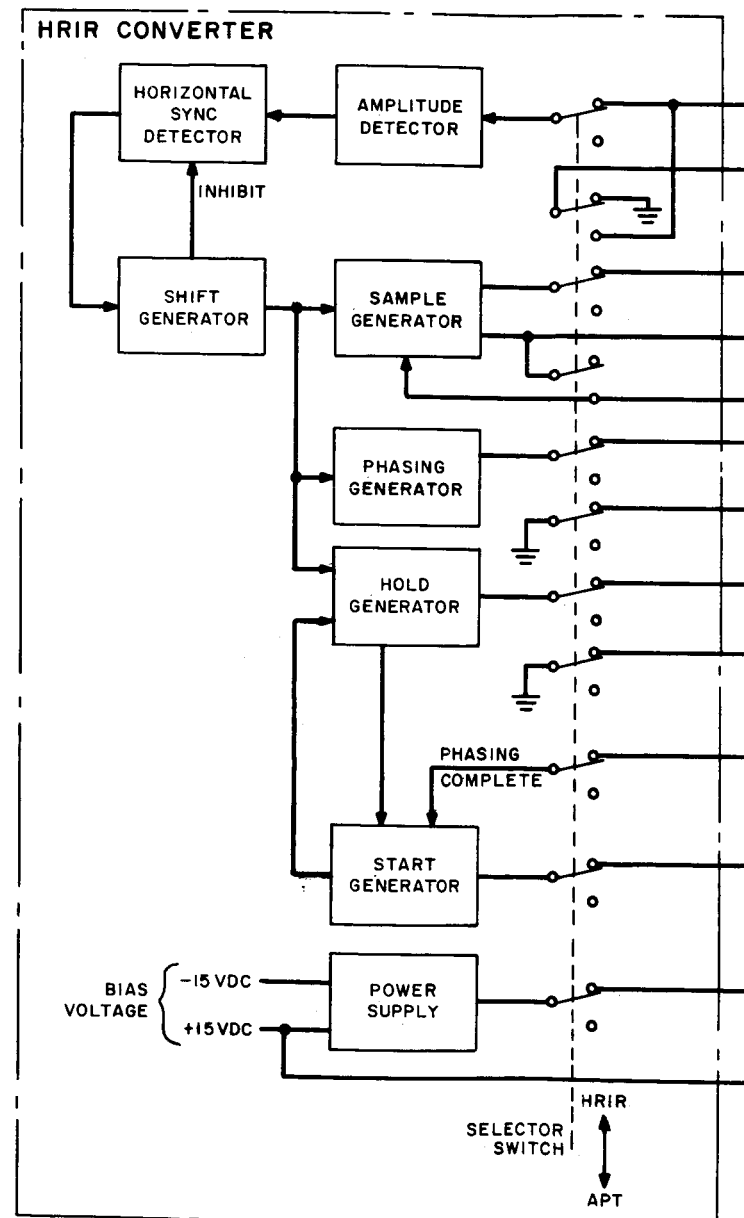 HRIR CONVERTER
HORIZONTAL
SYNC
DETECTOR
AMPLITUDE
DETECTOR
INHIBIT
SHIFT
GENERATOR
SAMPLE
GENERATOR
PHASING
GENERATOR
HOLD
GENERATOR
PHASING
COMPLETE
START
GENERATOR
BIAS
VOLTAGE
-15 VDC
+15 VDC
POWER
SUPPLY
SELECTOR
SWITCH
HRIR
APT